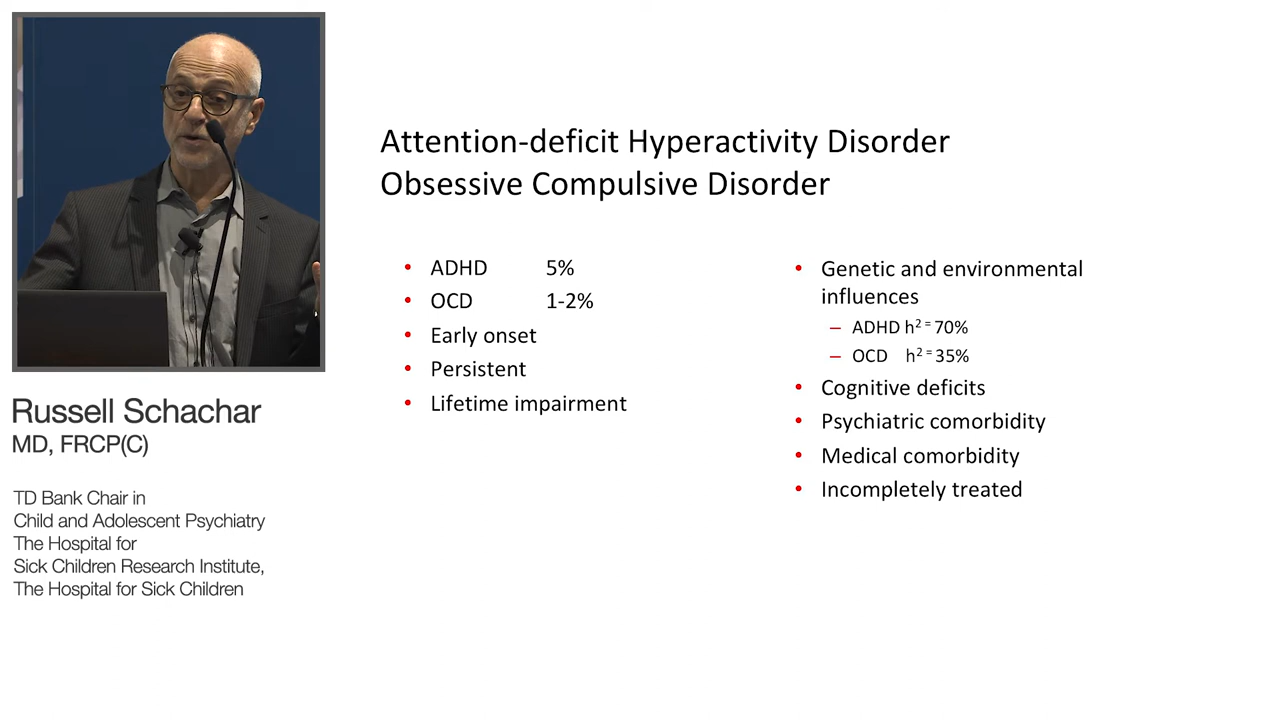 Attention-deficit Hyperactivity Disorder
Obsessive Compulsive Disorder
• ADHD 5%
• OCD 1-2%
• Early onset
• Persistent
• Lifetime impairment
• Genetic and environmental
influences
– ADHD h² = 70%
– OCD h² = 35%
• Cognitive deficits
• Psychiatric comorbidity
• Medical comorbidity
• Incompletely treated
Russell Schachar
MD, FRCP(C)
TD Bank Chair in
Child and Adolescent Psychiatry
The Hospital for
Sick Children Research Institute,
The Hospital for Sick Children